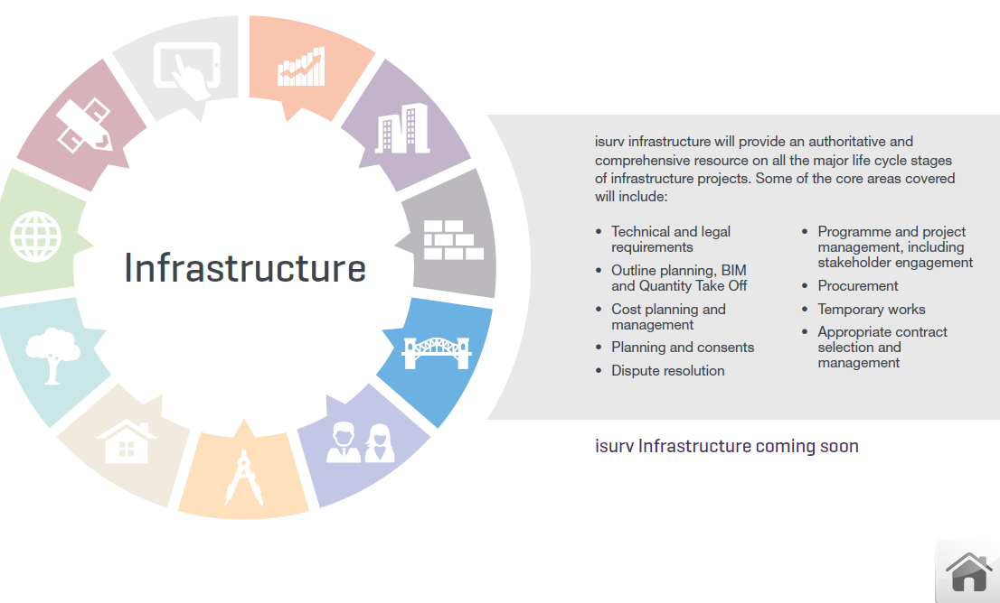 Infrastructure
isurv infrastructure will provide an authoritative and
comprehensive resource on all the major life cycle stages
of infrastructure projects. Some of the core areas covered
will include:
• Technical and legal
requirements
• Outline planning, BIM
and Quantity Take Off
• Cost planning and
management
• Planning and consents
• Dispute resolution
• Programme and project
management, including
stakeholder engagement
• Procurement
• Temporary works
• Appropriate contract
selection and
management
isurv Infrastructure coming soon